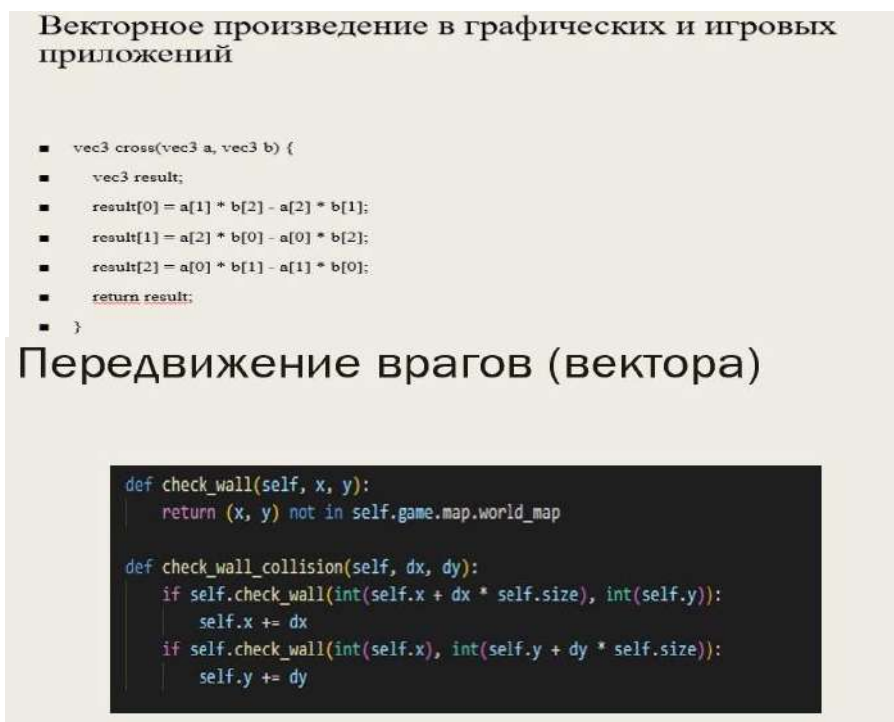 Векторное произведение в графических и игровых
приложений
▪ vec3 cross(vec3 a, vec3 b) {
▪ vec3 result;
▪ result[0] = a[1] * b[2] - a[2] * b[1];
▪ result[1] = a[2] * b[0] - a[0] * b[2];
▪ result[2] = a[0] * b[1] - a[1] * b[0];
▪ return result;
▪ }
Передвижение врагов (вектора)
def check_wall(self, x, y):
return (x, y) not in self.game.map.world_map
def check_wall_collision(self, dx, dy):
if self.check_wall(int(self.x + dx * self.size), int(self.y)):
self.x += dx
if self.check_wall(int(self.x), int(self.y + dy * self.size)):
self.y += dy